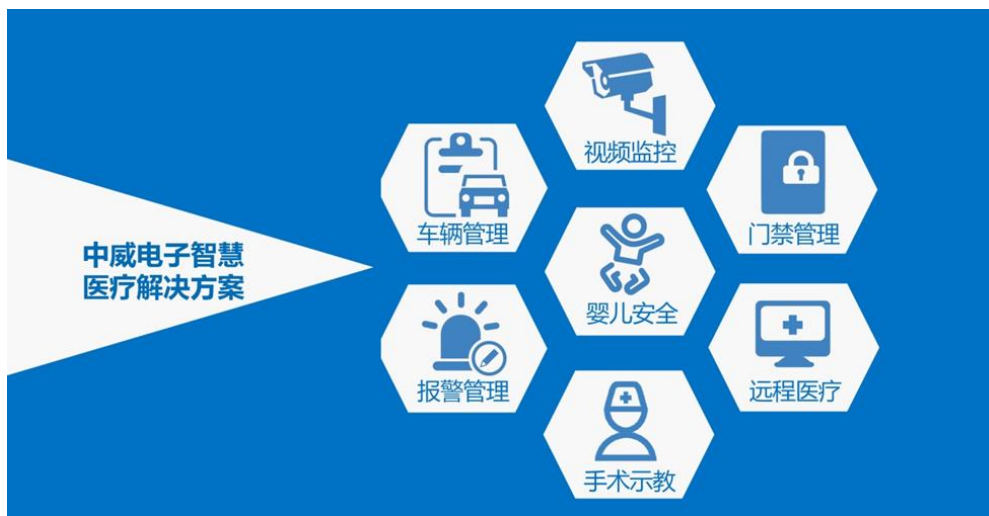 中威电子智慧
医疗解决方案
视频监控
车辆管理
门禁管理
婴儿安全
报警管理
远程医疗
手术示教